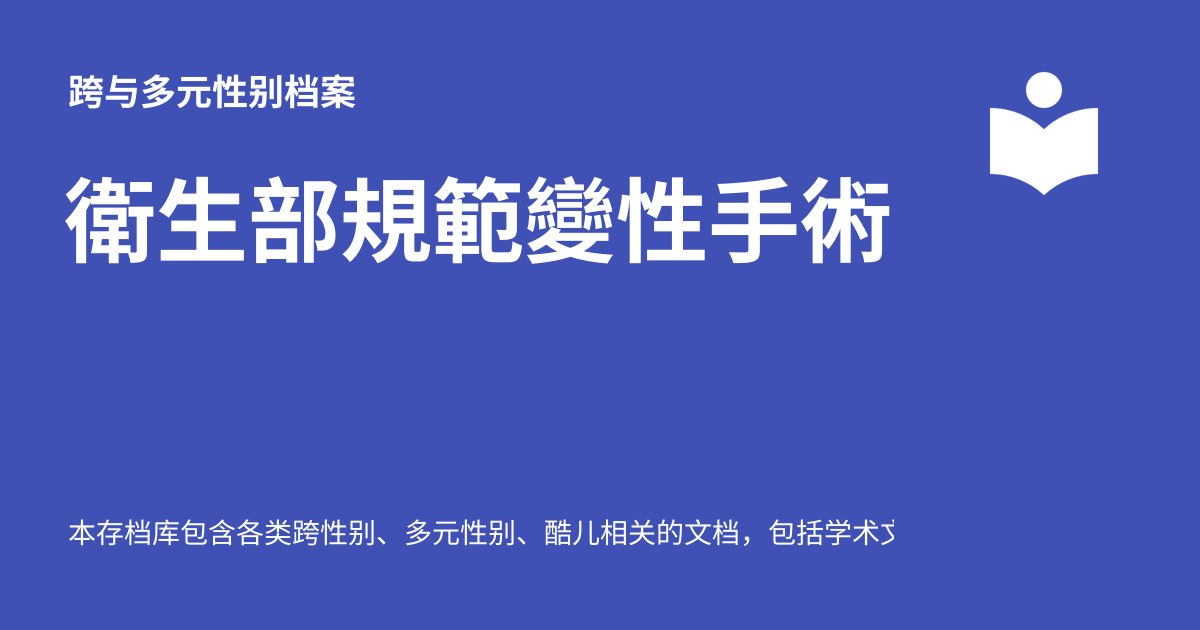 跨与多元性别档案
衛生部規範變性手術
本存档库包含各类跨性别、多元性别、酷儿相关的文档，包括学术